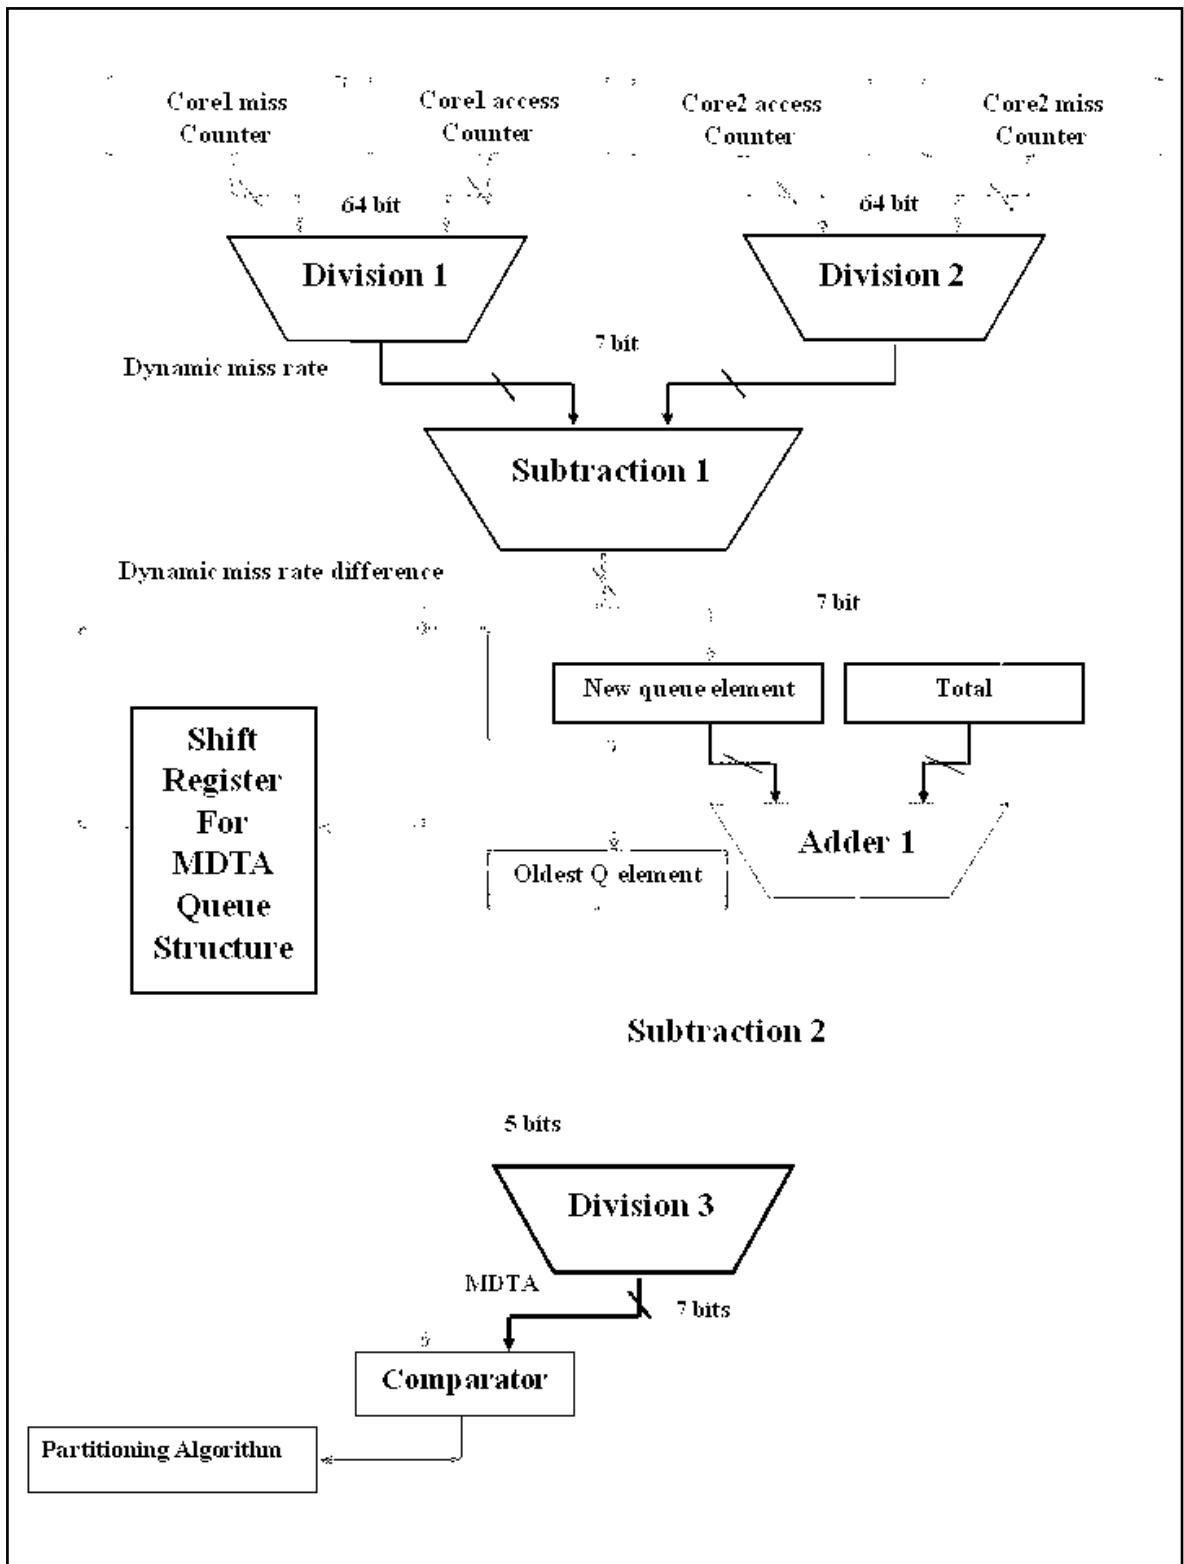 Core1 miss
Counter
Core1 access
Counter
Core2 access
Counter
Core2 miss
Counter
64 bit
64 bit
Division 1
Division 2
7 bit
Dynamic miss rate
Subtraction 1
Dynamic miss rate difference
7 bit
New queue element
Total
Shift
Register
For
MDTA
Queue
Structure
Adder 1
Oldest Q element
Subtraction 2
5 bits
Division 3
MDTA
7 bits
Comparator
Partitioning Algorithm